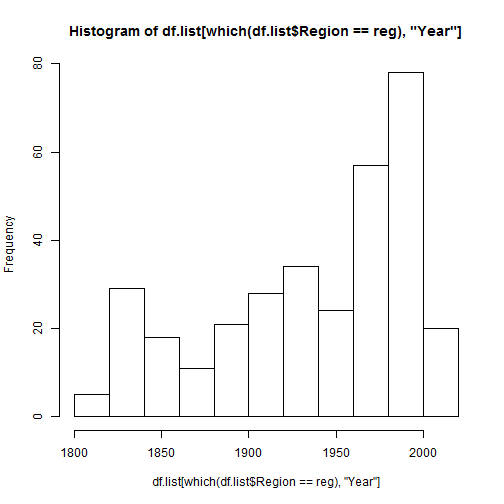 Histogram of df.list[which(df.list$Region == reg), "Year"]
80
60
40
20
0
Frequency
1800 1850 1900 1950 2000
df.list[which(df.list$Region == reg), "Year"]